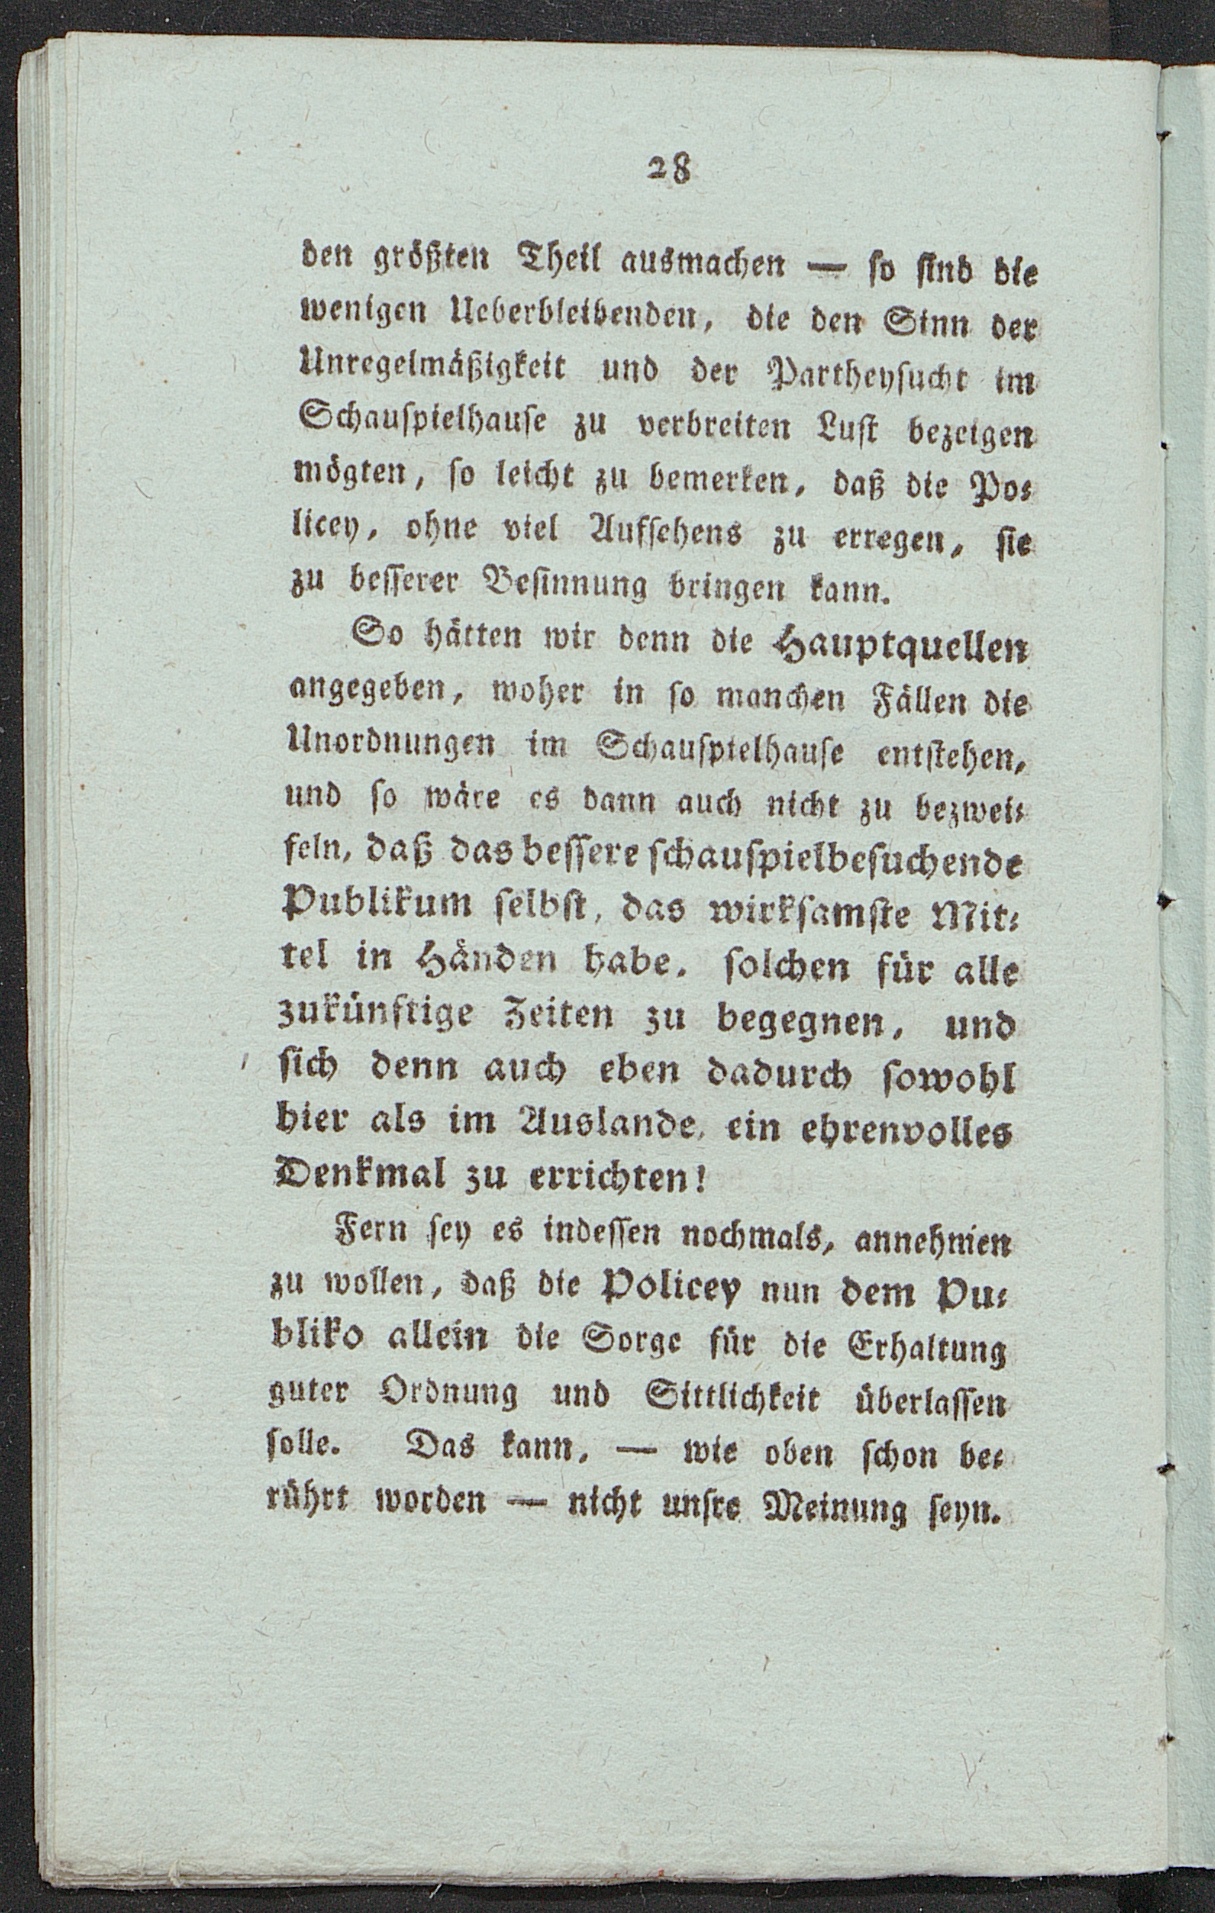 28
den größten Theil ausmachen — so sind die
wenigen Ueberbleibenden, die den Sinn der
Unregelmäßigkeit und der Partheysucht im
Schauspielhause zu verbreiten Lust bezeigen
mögten, so leicht zu bemerken, daß die Po⸗
licey, ohne viel Aufsehens zu erregen, sie
zu besserer Besinnung bringen kann.
So hätten wir denn die Hauptquellen
angegeben, woher in so manchen Fällen die
Unordnungen im Schauspielhause entstehen,
und so wäre es dann auch nicht zu bezwei⸗
feln, daß das bessere schauspielbesuchende
Publikum selbst, das wirksamste Mit⸗
tel in Händen habe, solchen für alle
zukünftige Zeiten zu begegnen, und
sich denn auch eben dadurch sowohl
hier als im Auslande, ein ehrenvolles
Denkmal zu errichten!
Fern sey es indessen nochmals, annehmen
zu wollen, daß die Policey nun dem Pu⸗
bliko allein die Sorge für die Erhaltung
guter Ordnung und Sittlichkeit überlassen
solle. Das kann, — wie oben schon be⸗
rührt worden — nicht unsre Meinung seyn.